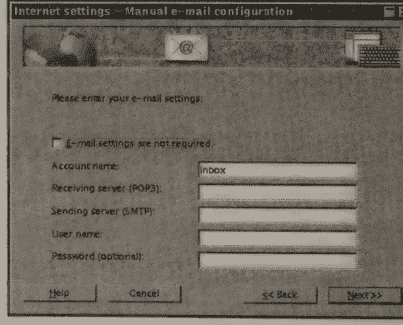 Internet settings - Manual e-mail configuration
@
Please enter your e-mail settings:
E-mail settings are not required.
Account name:
Inbox
Receiving server (POP3):
Sending server (SMTP):
User name:
Password (optional):
Help
Cancel
<< Back
Next >>